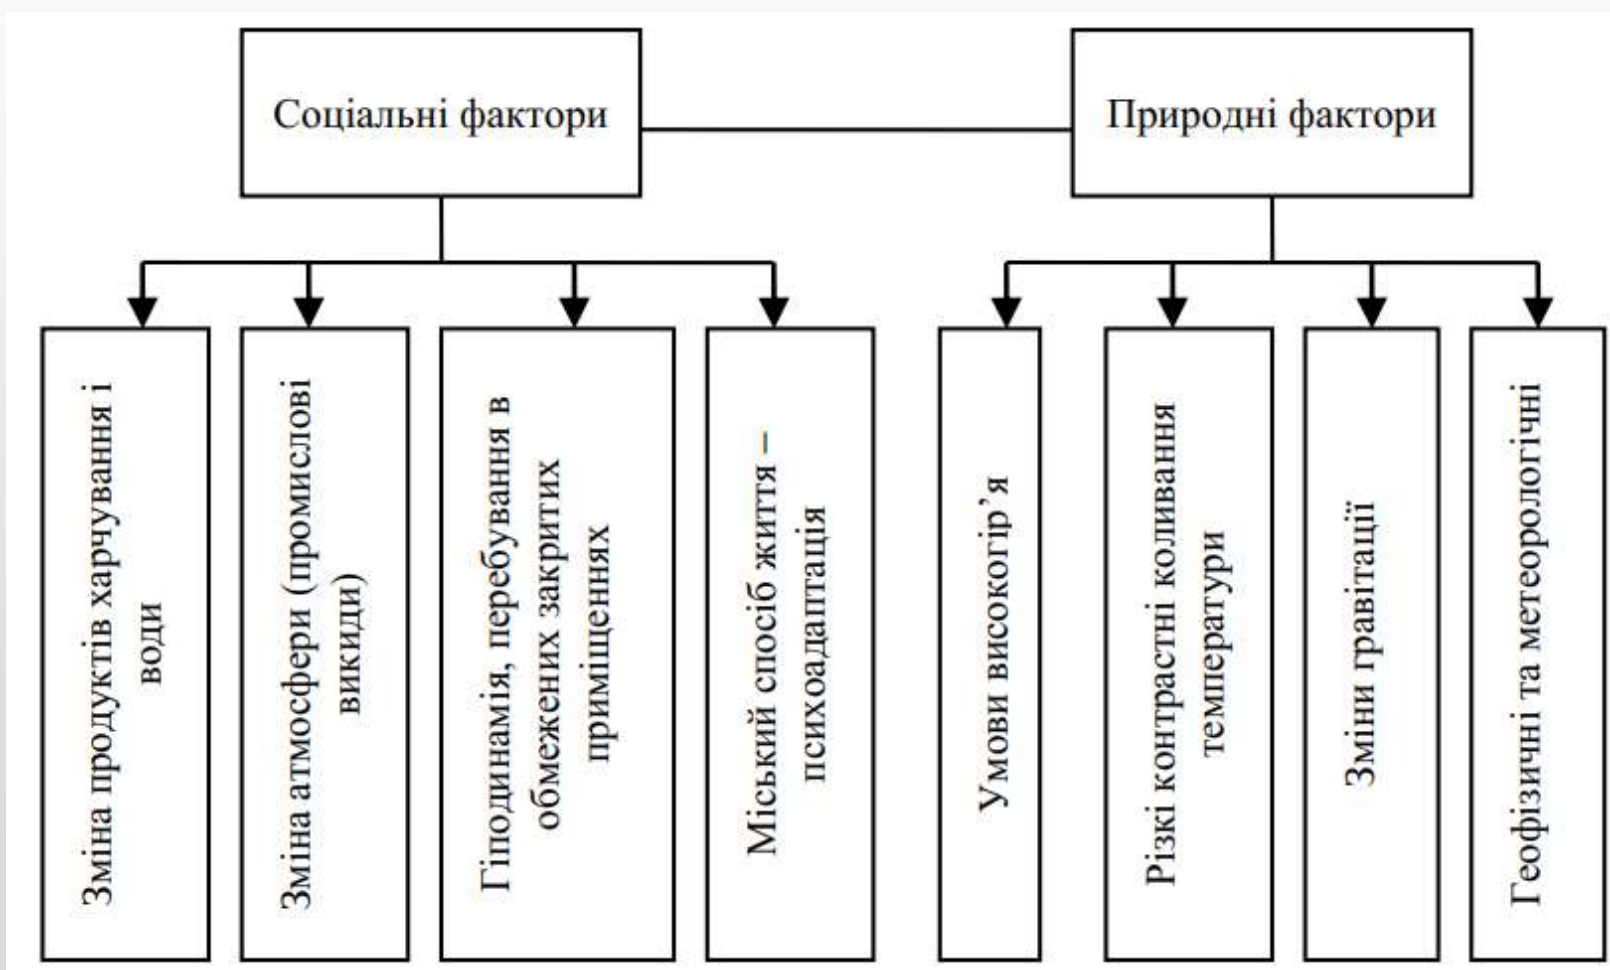 Соціальні фактори
Природні фактори
Зміна продуктів харчування і
води
Зміна атмосфери (промислові
викиди)
Гіподинамія, перебування в
обмежених закритих
приміщеннях
Міський спосіб життя –
психоадаптація
Умови високогір’я
Різкі контрастні коливання
температури
Зміни гравітації
Геофізичні та метеорологічні